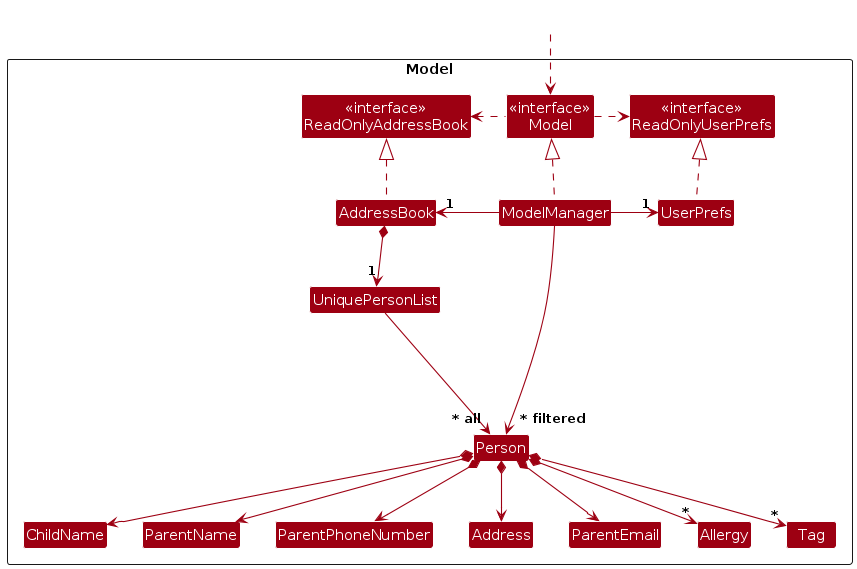 Model
«interface»
ReadOnlyAddressBook
«interface»
Model
«interface»
ReadOnlyUserPrefs
AddressBook
1
ModelManager
1
UserPrefs
1
UniquePersonList
* all
* filtered
Person
*
*
ChildName
ParentName
ParentPhoneNumber
Address
ParentEmail
Allergy
Tag